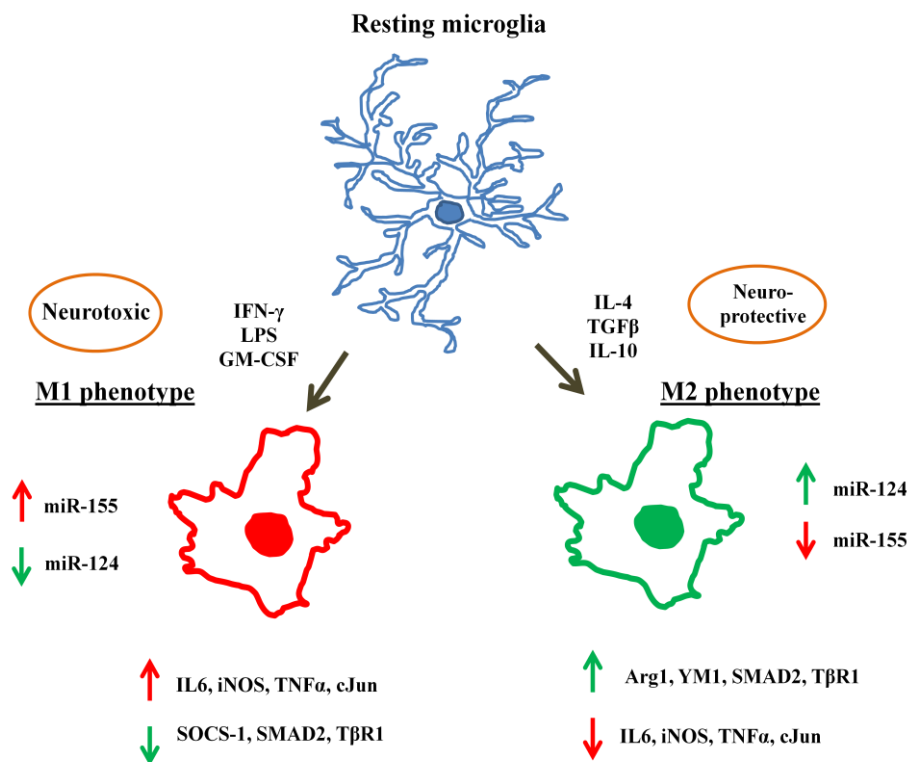 Resting microglia
Neurotoxic
IFN-γ
LPS
GM-CSF
IL-4
TGFβ
IL-10
Neuro-
protective
M1 phenotype
M2 phenotype
miR-155
miR-124
miR-124
miR-155
IL6, iNOS, TNFα, cJun
SOCS-1, SMAD2, TβR1
Arg1, YM1, SMAD2, TβR1
IL6, iNOS, TNFα, cJun